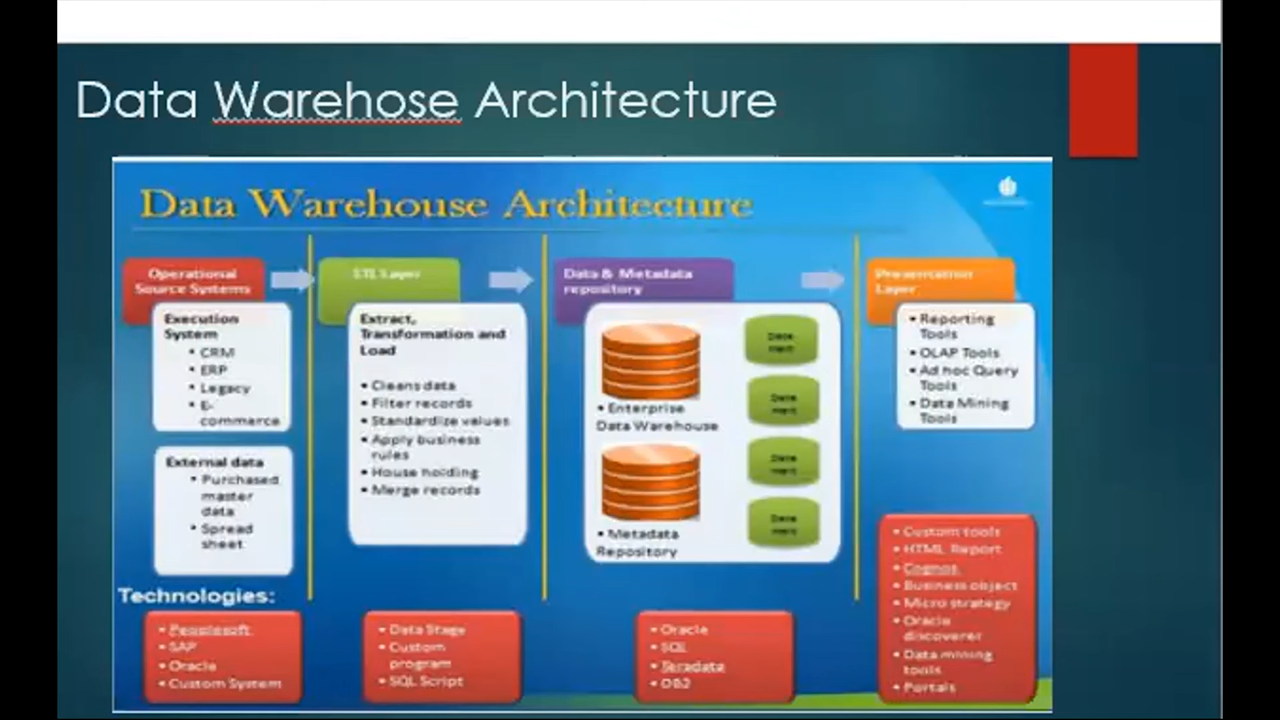 Data Warehose Architecture
Data Warehouse Architecture
Operational
Source Systems
Execution
System
• CRM
• ERP
• Legacy
• E-
commerce
External data
• Purchased
master
data
• Spread
sheet
ETL Layer
Extract,
Transformation and
Load
• Cleans data
• Filter records
• Standardize values
• Apply business
rules
• House holding
• Merge records
Data & Metadata
repository
• Enterprise
Data Warehouse
• Metadata
Repository
Data
mart
Data
mart
Data
mart
Data
mart
Presentation
Layer
• Reporting
Tools
• OLAP Tools
• Ad hoc Query
Tools
• Data Mining
Tools
Technologies:
• Peoplesoft
• SAP
• Oracle
• Custom System
• Data Stage
• Custom
program
• SQL Script
• Oracle
• SQL
• Teradata
• DB2
• Custom tools
• HTML Report
• Cognos
• Business object
• Micro strategy
• Oracle
discoverer
• Data mining
tools
• Portals